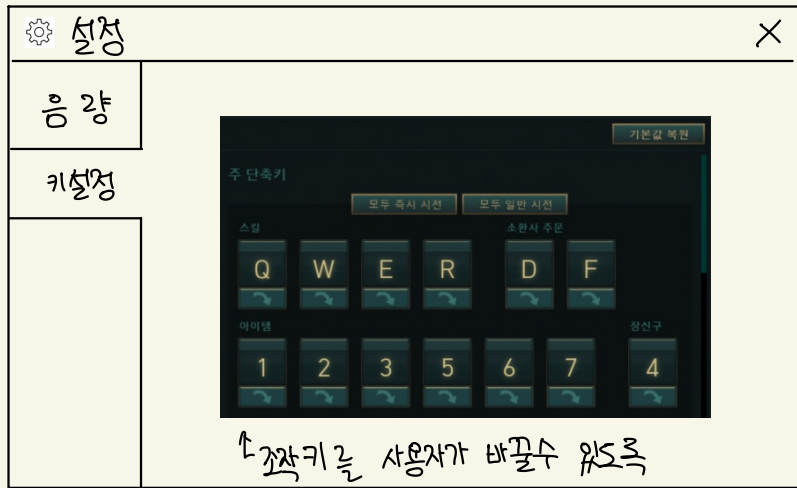 설정
음량
키설정
기본값 복원
주 단축키
모두 즉시 시전 모두 일반 시전
스킬 소환사 주문
Q W E R D F
아이템 장신구
1 2 3 5 6 7 4
↑조작키를 사용자가 바꿀수 있도록